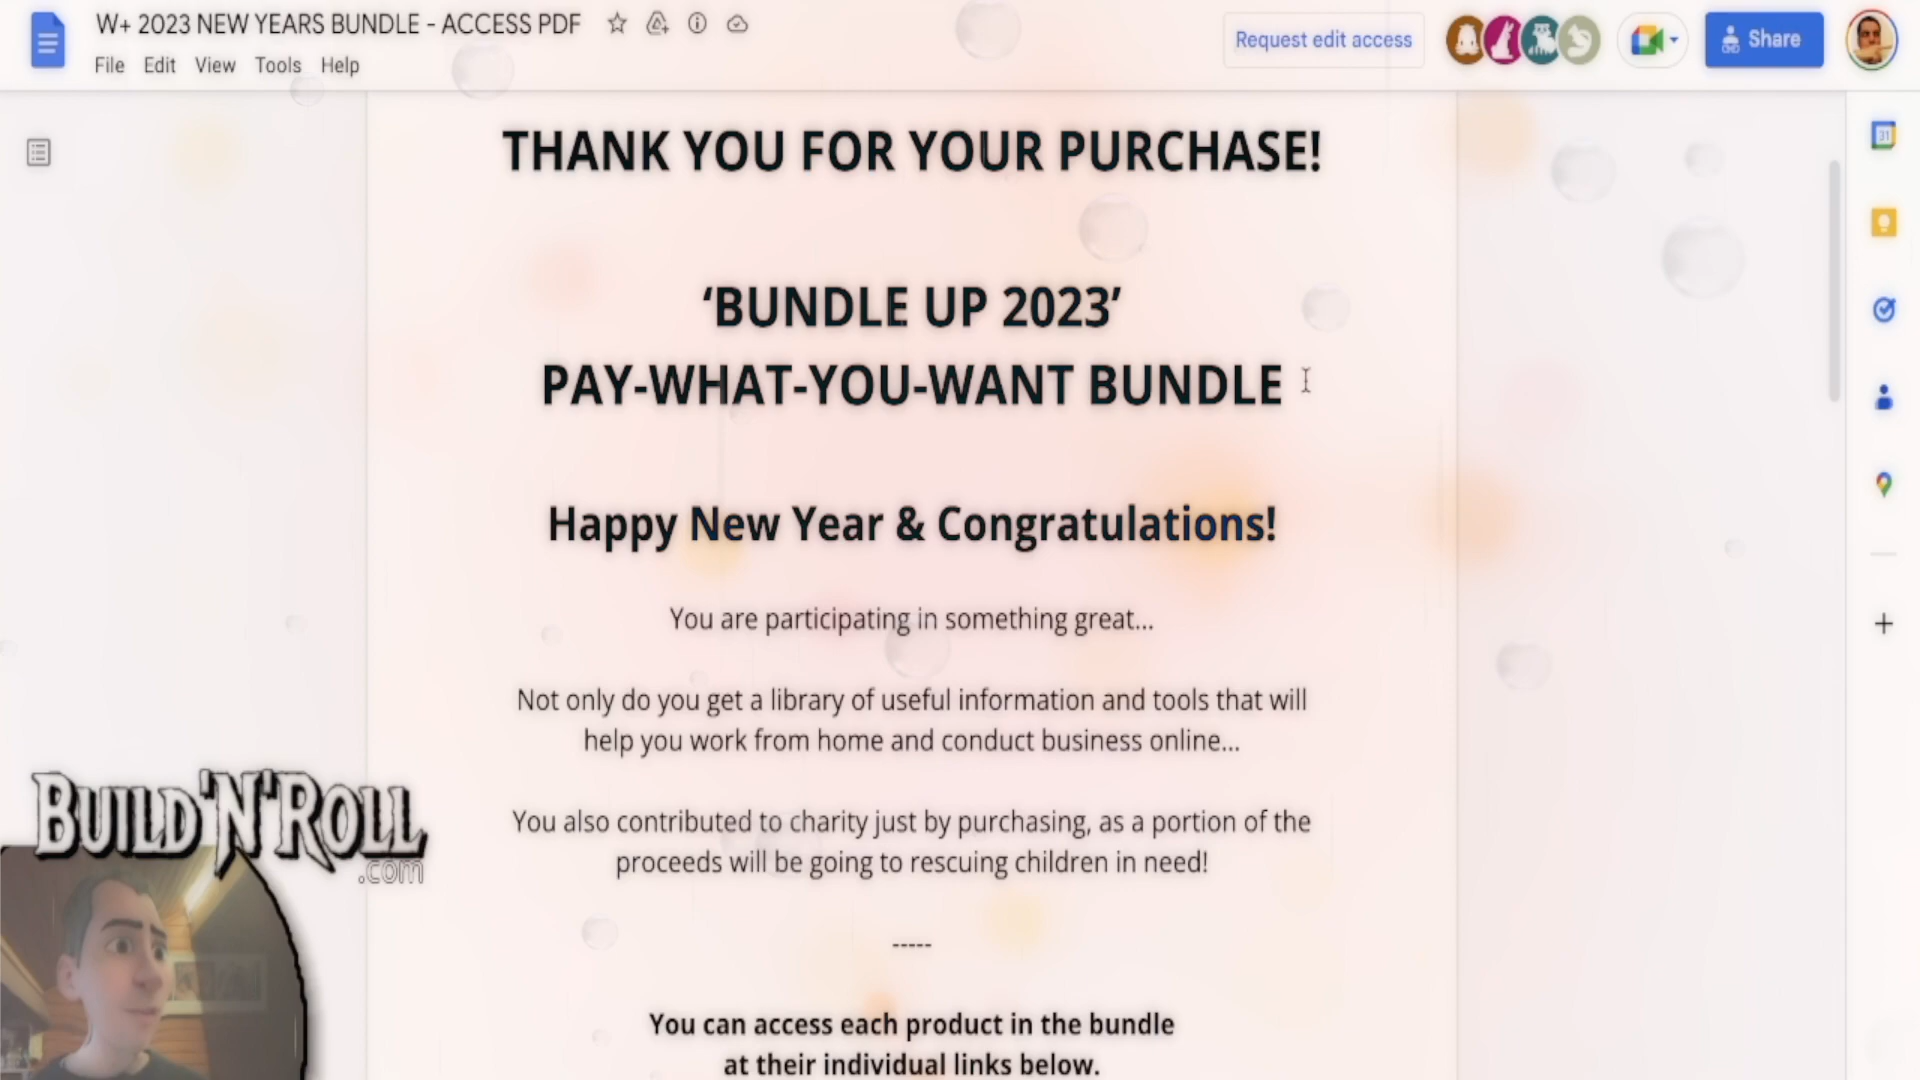 W+ 2023 NEW YEARS BUNDLE - ACCESS PDF
File Edit View Tools Help
Request edit access
Share
31
THANK YOU FOR YOUR PURCHASE!
‘BUNDLE UP 2023’
PAY-WHAT-YOU-WANT BUNDLE
Happy New Year & Congratulations!
You are participating in something great...
Not only do you get a library of useful information and tools that will
help you work from home and conduct business online...
You also contributed to charity just by purchasing, as a portion of the
proceeds will be going to rescuing children in need!
-----
You can access each product in the bundle
at their individual links below.
BUILD'N'ROLL
.com